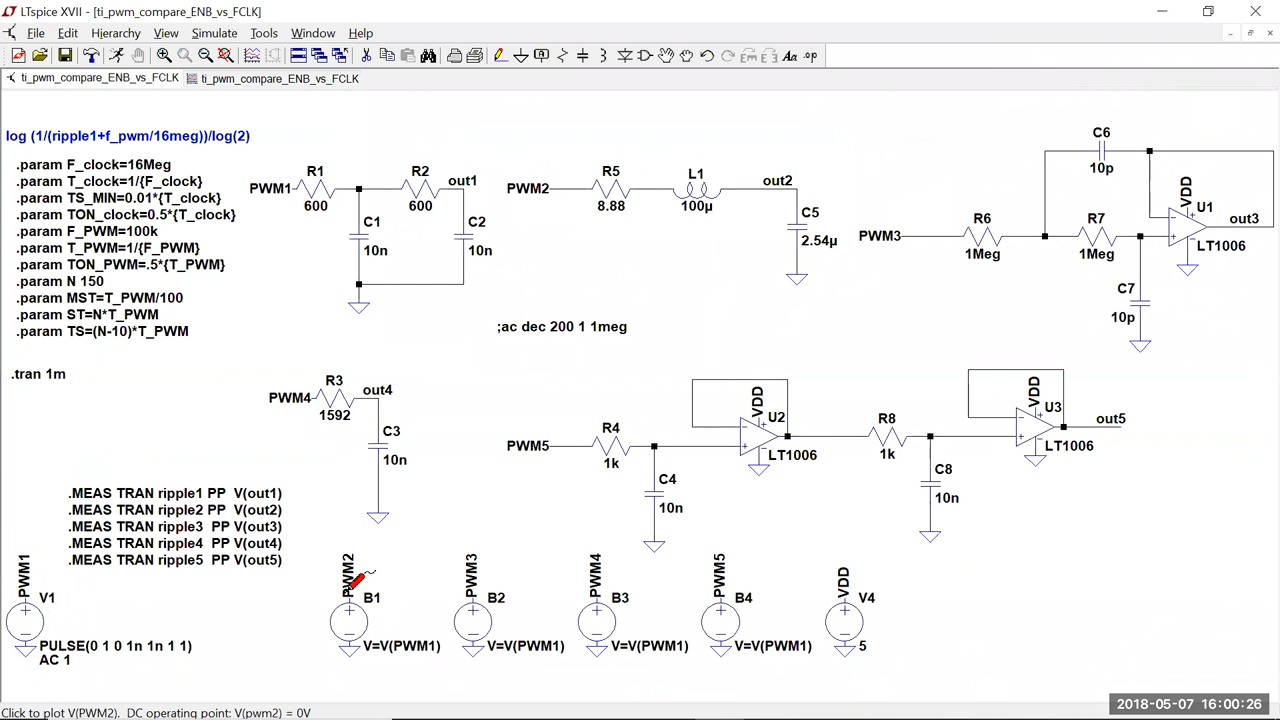 LTspice XVII - [ti_pwm_compare_ENB_vs_FCLK]
File Edit Hierarchy View Simulate Tools Window Help
Aa .op
ti_pwm_compare_ENB_vs_FCLK ti_pwm_compare_ENB_vs_FCLK
log (1/(ripple1+f_pwm/16meg))/log(2)
.param F_clock=16Meg
.param T_clock=1/{F_clock}
.param TS_MIN=0.01*{T_clock}
.param TON_clock=0.5*{T_clock}
.param F_PWM=100k
.param T_PWM=1/{F_PWM}
.param TON_PWM=.5*{T_PWM}
.param N 150
.param MST=T_PWM/100
.param ST=N*T_PWM
.param TS=(N-10)*T_PWM
.tran 1m
PWM1
R1
600
R2
600
out1
C1
10n
C2
10n
PWM2
R5
8.88
L1
100µ
out2
C5
2.54µ
;ac dec 200 1 1meg
PWM3
R6
1Meg
R7
1Meg
C6
10p
C7
10p
VDD
U1
LT1006
out3
PWM4
R3
1592
out4
C3
10n
PWM5
R4
1k
C4
10n
VDD
U2
LT1006
R8
1k
C8
10n
VDD
U3
LT1006
out5
.MEAS TRAN ripple1 PP V(out1)
.MEAS TRAN ripple2 PP V(out2)
.MEAS TRAN ripple3 PP V(out3)
.MEAS TRAN ripple4 PP V(out4)
.MEAS TRAN ripple5 PP V(out5)
PWM1
V1
PULSE(0 1 0 1n 1n 1 1)
AC 1
PWM2
B1
V=V(PWM1)
PWM3
B2
V=V(PWM1)
PWM4
B3
V=V(PWM1)
PWM5
B4
V=V(PWM1)
VDD
V4
5
Click to plot V(PWM2). DC operating point: V(pwm2) = 0V
2018-05-07 16:00:26